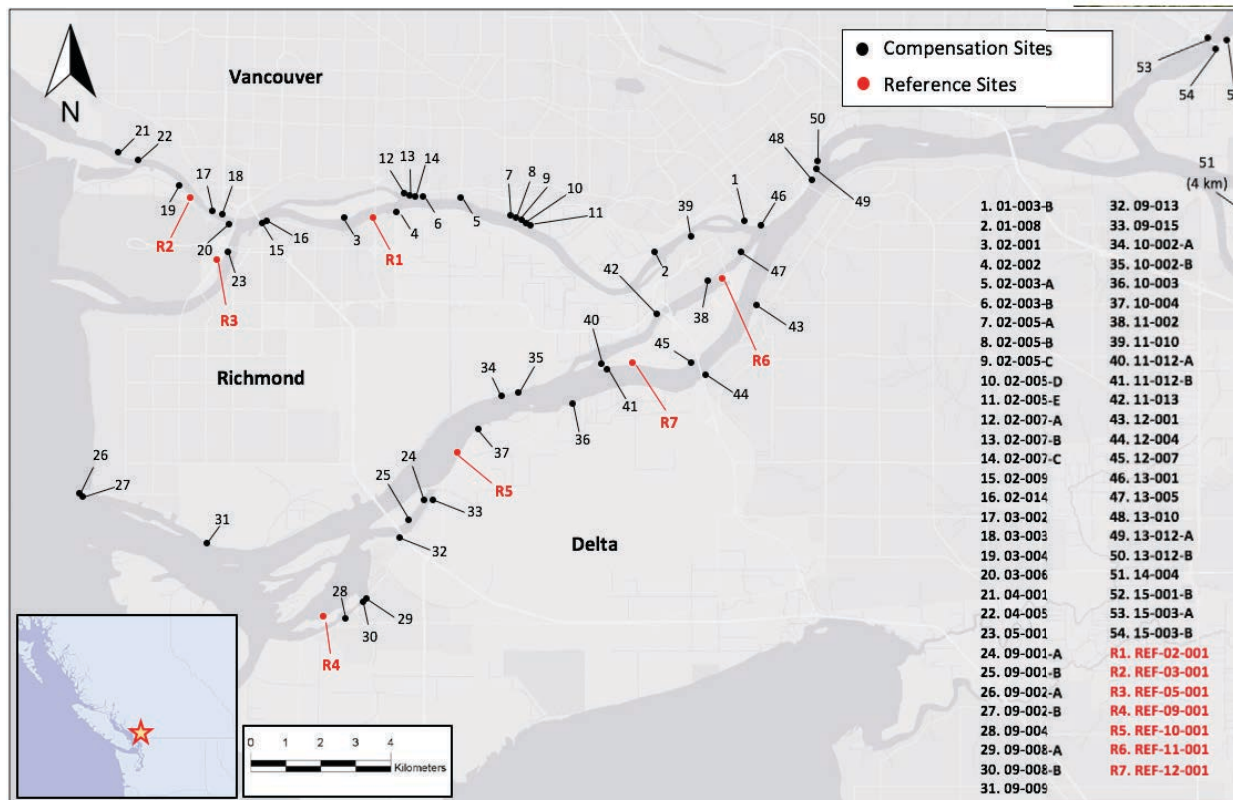 Compensation Sites
Reference Sites
Vancouver
N
21
22
19
17
18
20
R2
23
R3
15
16
3
R1
4
12
13
14
6
5
7
8
9
10
11
39
2
1
46
48
50
49
47
42
38
R6
43
40
41
45
44
R7
34
35
36
37
R5
24
25
33
32
26
27
31
28
29
30
R4
53
54
51
(4 km)
Richmond
Delta
0 1 2 3 4
Kilometers
1. 01-003-B
2. 01-008
3. 02-001
4. 02-002
5. 02-003-A
6. 02-003-B
7. 02-005-A
8. 02-005-B
9. 02-005-C
10. 02-005-D
11. 02-005-E
12. 02-007-A
13. 02-007-B
14. 02-007-C
15. 02-009
16. 02-014
17. 03-002
18. 03-003
19. 03-004
20. 03-006
21. 04-001
22. 04-005
23. 05-001
24. 09-001-A
25. 09-001-B
26. 09-002-A
27. 09-002-B
28. 09-004
29. 09-008-A
30. 09-008-B
31. 09-009
32. 09-013
33. 09-015
34. 10-002-A
35. 10-002-B
36. 10-003
37. 10-004
38. 11-002
39. 11-010
40. 11-012-A
41. 11-012-B
42. 11-013
43. 12-001
44. 12-004
45. 12-007
46. 13-001
47. 13-005
48. 13-010
49. 13-012-A
50. 13-012-B
51. 14-004
52. 15-001-B
53. 15-003-A
54. 15-003-B
R1. REF-02-001
R2. REF-03-001
R3. REF-05-001
R4. REF-09-001
R5. REF-10-001
R6. REF-11-001
R7. REF-12-001